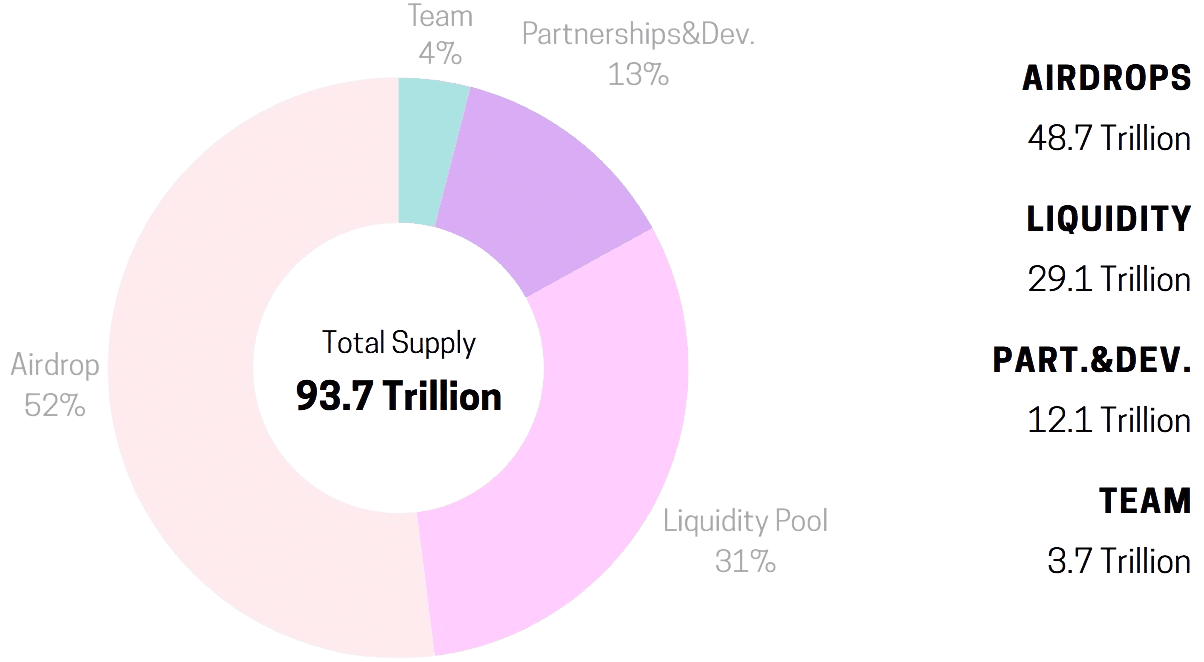 Team
4%
Partnerships&Dev.
13%
Airdrop
52%
Total Supply
93.7 Trillion
Liquidity Pool
31%
AIRDROPS
48.7 Trillion
LIQUIDITY
29.1 Trillion
PART.&DEV.
12.1 Trillion
TEAM
3.7 Trillion